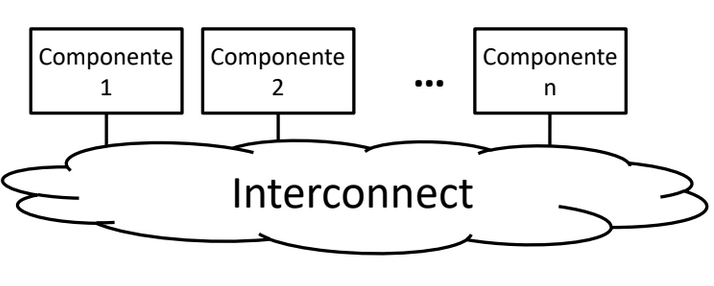 Componente
1
Componente
2
...
Componente
n
Interconnect